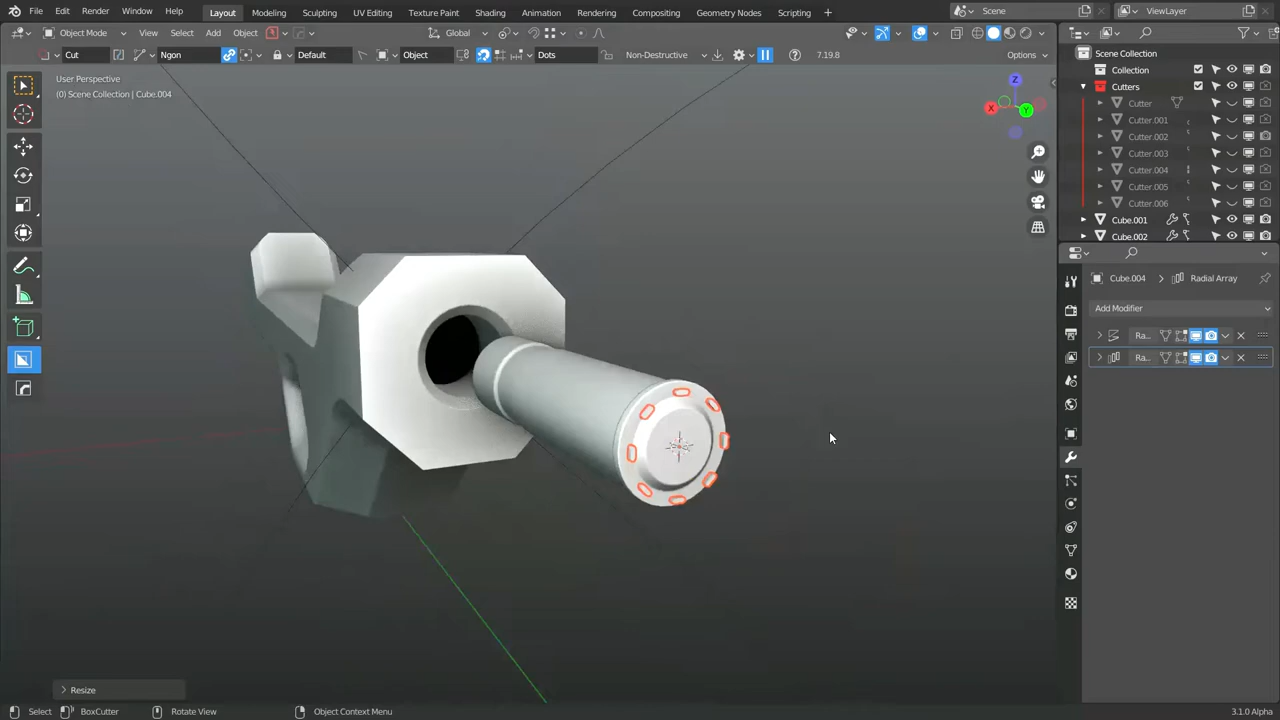 File Edit Render Window Help Layout Modeling Sculpting UV Editing Texture Paint Shading Animation Rendering Compositing Geometry Nodes Scripting + Scene ViewLayer
Object Mode View Select Add Object Global Options
Cut Ngon Default Object Dots Non-Destructive 7.19.8
User Perspective
(0) Scene Collection | Cube.004
Z
X
Y
Scene Collection
Collection
Cutters
Cutter
Cutter.001
Cutter.002
Cutter.003
Cutter.004
Cutter.005
Cutter.006
Cube.001
Cube.002
Cube.004 Radial Array
Add Modifier
Ra...
Ra...
Resize
Select BoxCutter Rotate View Object Context Menu 3.1.0 Alpha